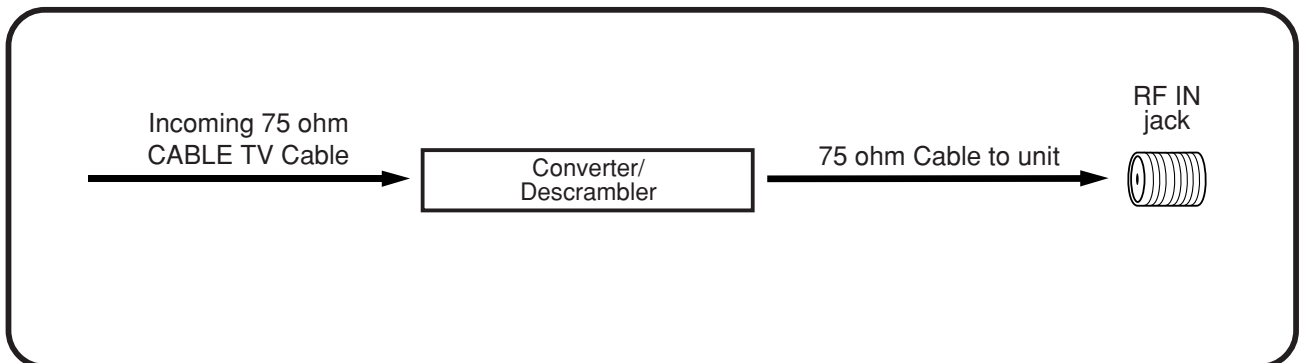 Incoming 75 ohm
CABLE TV Cable
Converter/
Descrambler
75 ohm Cable to unit
RF IN
jack